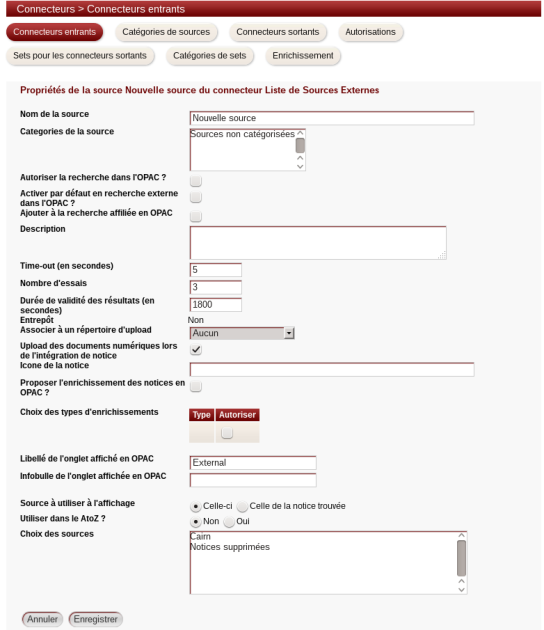 Connecteurs > Connecteurs entrants
Connecteurs entrants Catégories de sources Connecteurs sortants Autorisations
Sets pour les connecteurs sortants Catégories de sets Enrichissement
Propriétés de la source Nouvelle source du connecteur Liste de Sources Externes
Nom de la source Nouvelle source
Categories de la source Sources non catégorisées
Autoriser la recherche dans l'OPAC ?
Activer par défaut en recherche externe
dans l'OPAC ?
Ajouter à la recherche affiliée en OPAC
Description
Time-out (en secondes) 5
Nombre d'essais 3
Durée de validité des résultats (en
secondes) 1800
Entrepôt Non
Associer à un répertoire d'upload Aucun
Upload des documents numériques lors
de l'intégration de notice
Icone de la notice
Proposer l'enrichissement des notices en
OPAC ?
Choix des types d'enrichissements Type Autoriser
Libellé de l'onglet affiché en OPAC External
Infobulle de l'onglet affichée en OPAC
Source à utiliser à l'affichage Celle-ci Celle de la notice trouvée
Utiliser dans le AtoZ ? Non Oui
Choix des sources Cairn
Notices supprimées
Annuler Enregistrer